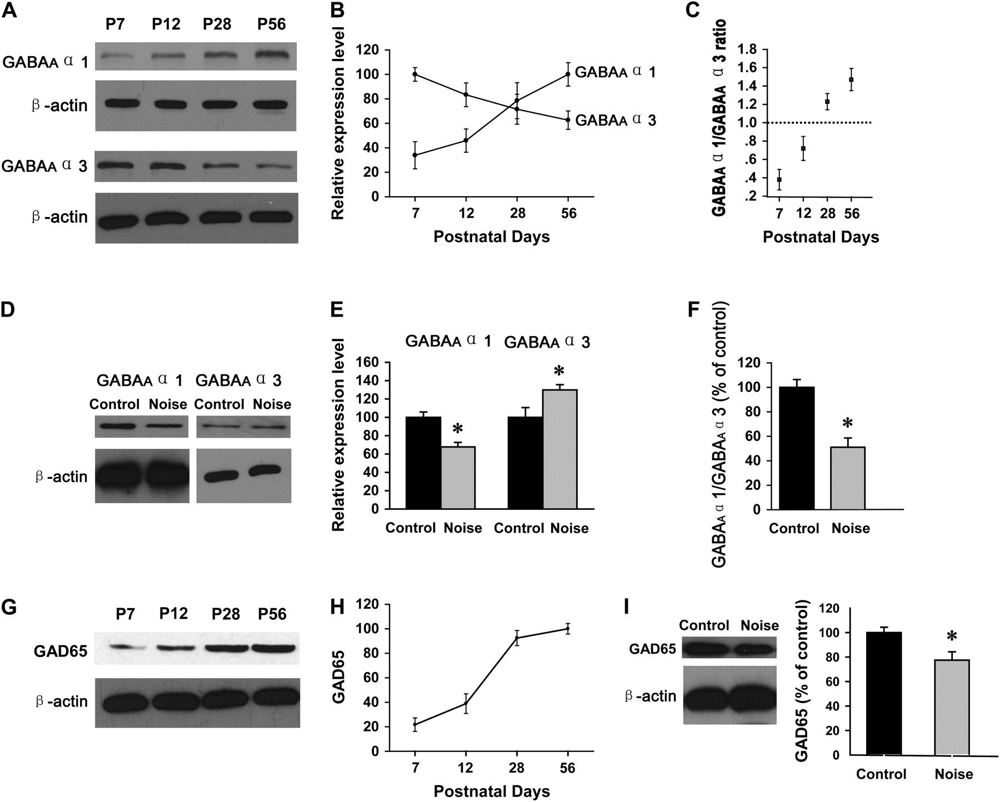 A
P7 P12 P28 P56
GABAA α 1
β-actin
GABAA α 3
β-actin
B
Relative expression level
120
100
80
60
40
20
0
GABAA α 1
GABAA α 3
7 12 28 56
Postnatal Days
C
GABAA α 1/GABAA α 3 ratio
1.8
1.6
1.4
1.2
1.0
.8
.6
.4
.2
7 12 28 56
Postnatal Days
D
GABAA α 1 GABAA α 3
Control Noise Control Noise
β-actin
E
Relative expression level
GABAA α 1 GABAA α 3
160
140
120
100
80
60
40
20
0
*
*
Control Noise Control Noise
F
GABAA α 1/GABAA α 3 (% of control)
120
100
80
60
40
20
0
*
Control Noise
G
P7 P12 P28 P56
GAD65
β-actin
H
GAD65
120
100
80
60
40
20
0
7 12 28 56
Postnatal Days
I
Control Noise
GAD65
β-actin
GAD65 (% of control)
120
100
80
60
40
20
0
*
Control Noise